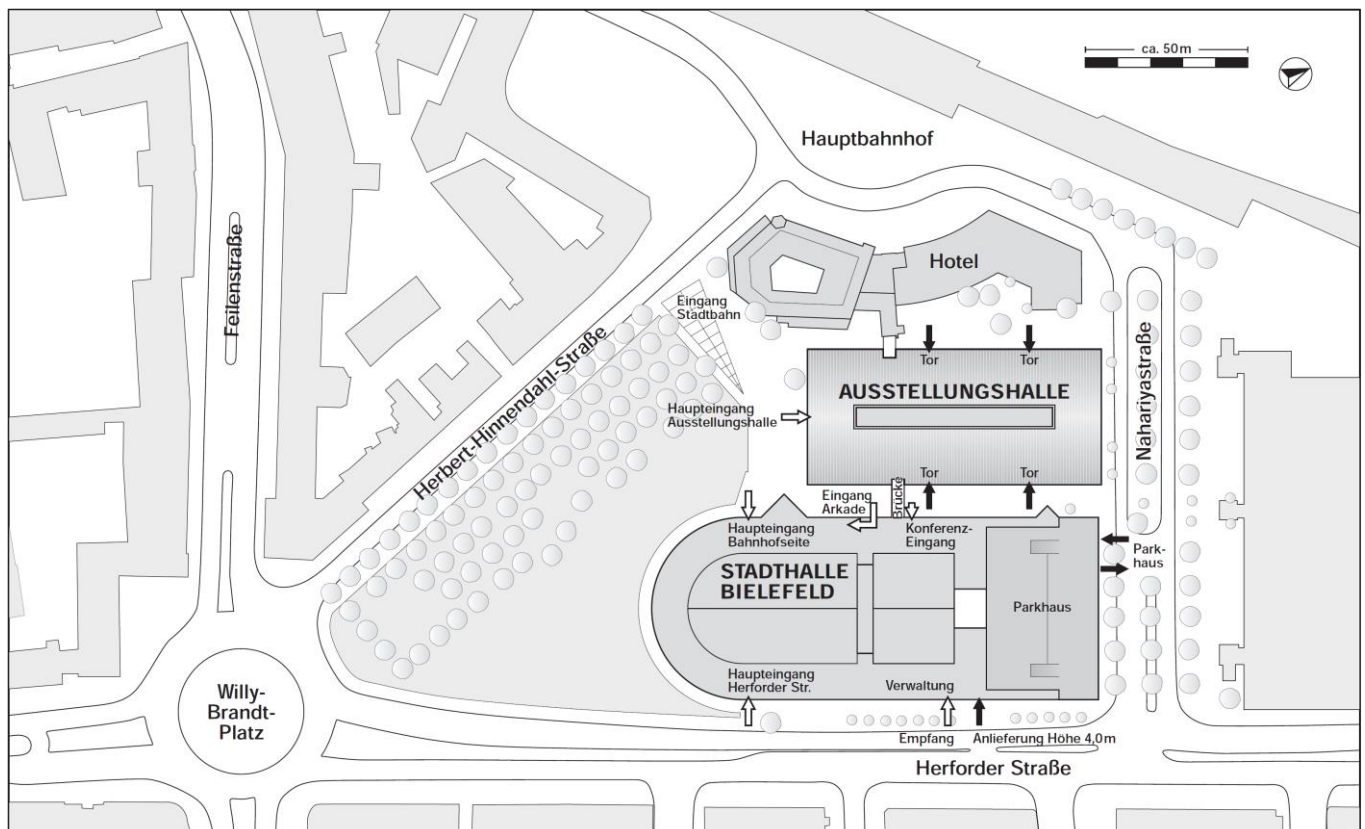 ca. 50m
Hauptbahnhof
Hotel
Feilenstraße
Eingang
Stadtbahn
Herbert-Hinnendahl-Straße
Nahariyastraße
Tor
Tor
AUSSTELLUNGSHALLE
Haupteingang
Ausstellungshalle
Tor
Tor
Brücke
Eingang
Arkade
Haupteingang
Bahnhofseite
Konferenz-
Eingang
Park-
haus
STADTHALLE
BIELEFELD
Parkhaus
Haupteingang
Herforder Str.
Verwaltung
Willy-
Brandt-
Platz
Empfang
Anlieferung Höhe 4,0m
Herforder Straße